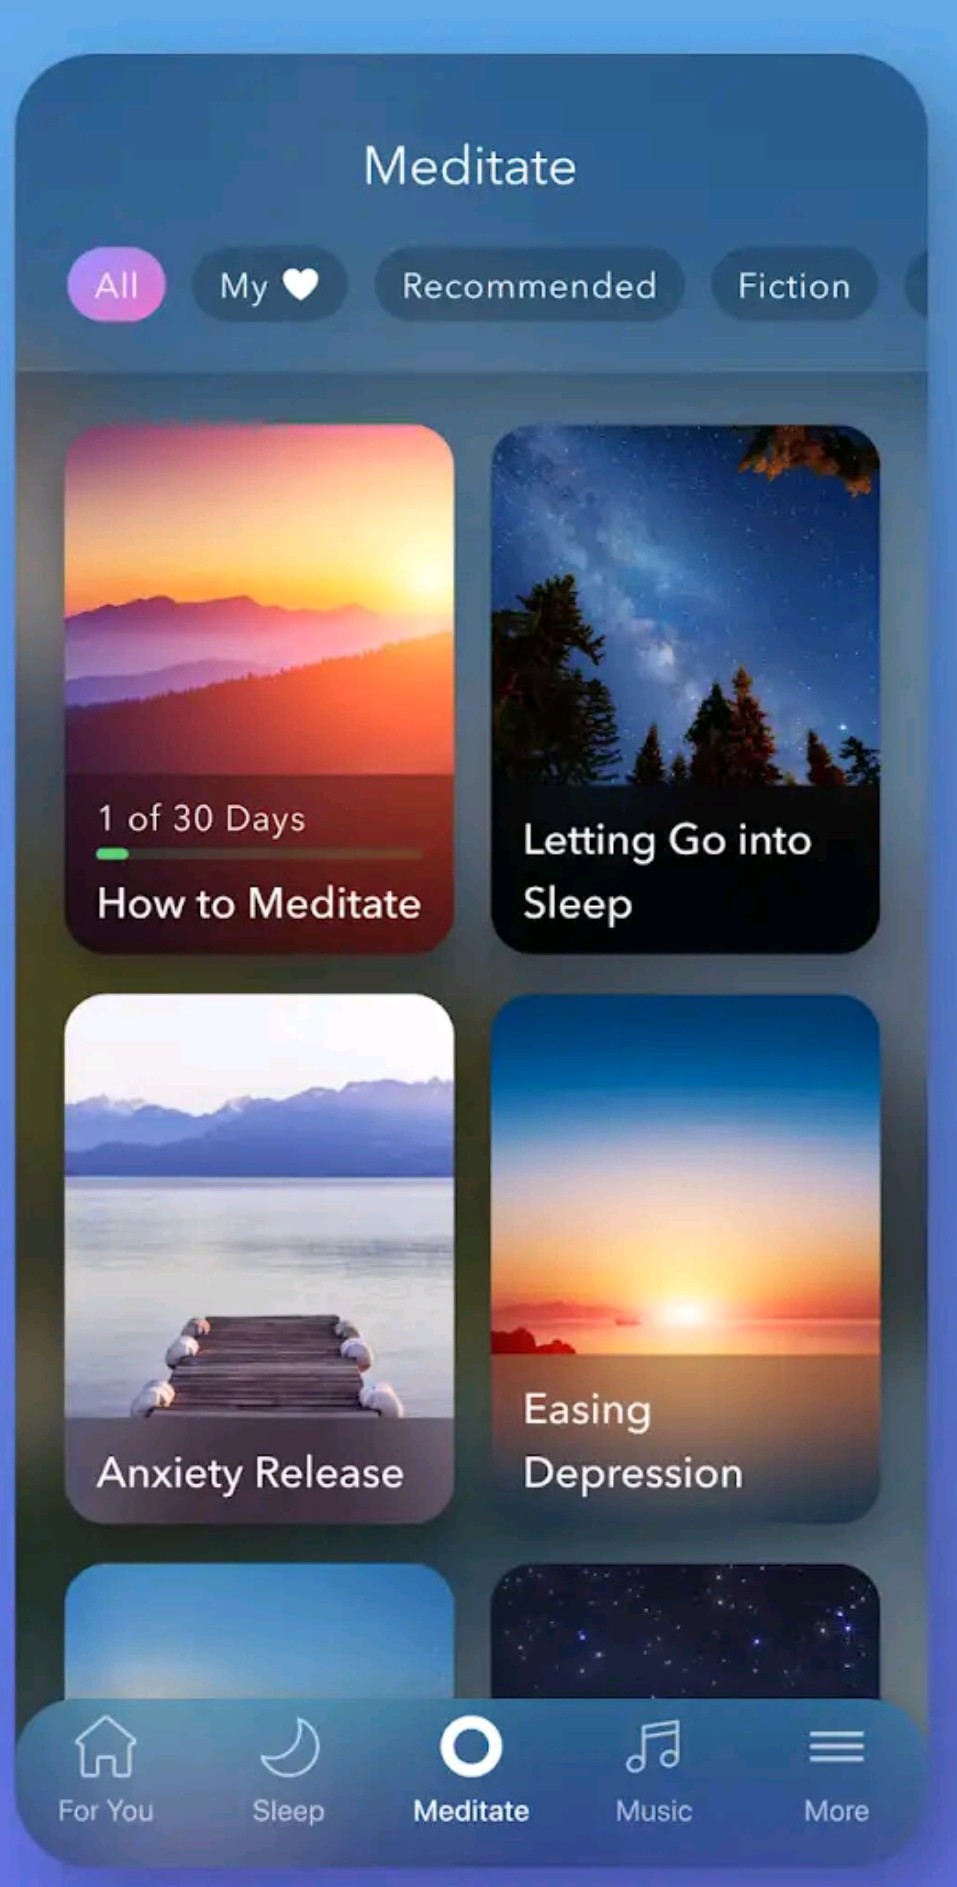 Meditate
All
My
Recommended
Fiction
1 of 30 Days
How to Meditate
Letting Go into
Sleep
Anxiety Release
Easing
Depression
For You
Sleep
Meditate
Music
More